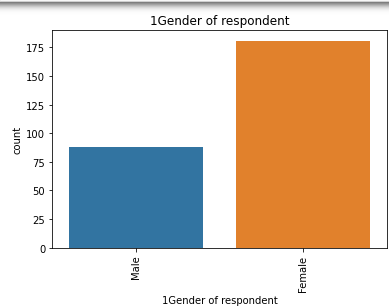 1Gender of respondent
175
150
125
100
75
50
25
0
count
Male
Female
1Gender of respondent